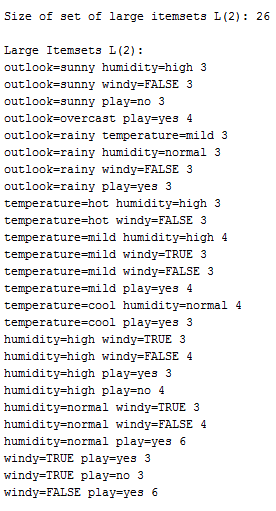 Size of set of large itemsets L(2): 26
Large Itemsets L(2):
outlook=sunny humidity=high 3
outlook=sunny windy=FALSE 3
outlook=sunny play=no 3
outlook=overcast play=yes 4
outlook=rainy temperature=mild 3
outlook=rainy humidity=normal 3
outlook=rainy windy=FALSE 3
outlook=rainy play=yes 3
temperature=hot humidity=high 3
temperature=hot windy=FALSE 3
temperature=mild humidity=high 4
temperature=mild windy=TRUE 3
temperature=mild windy=FALSE 3
temperature=mild play=yes 4
temperature=cool humidity=normal 4
temperature=cool play=yes 3
humidity=high windy=TRUE 3
humidity=high windy=FALSE 4
humidity=high play=yes 3
humidity=high play=no 4
humidity=normal windy=TRUE 3
humidity=normal windy=FALSE 4
humidity=normal play=yes 6
windy=TRUE play=yes 3
windy=TRUE play=no 3
windy=FALSE play=yes 6